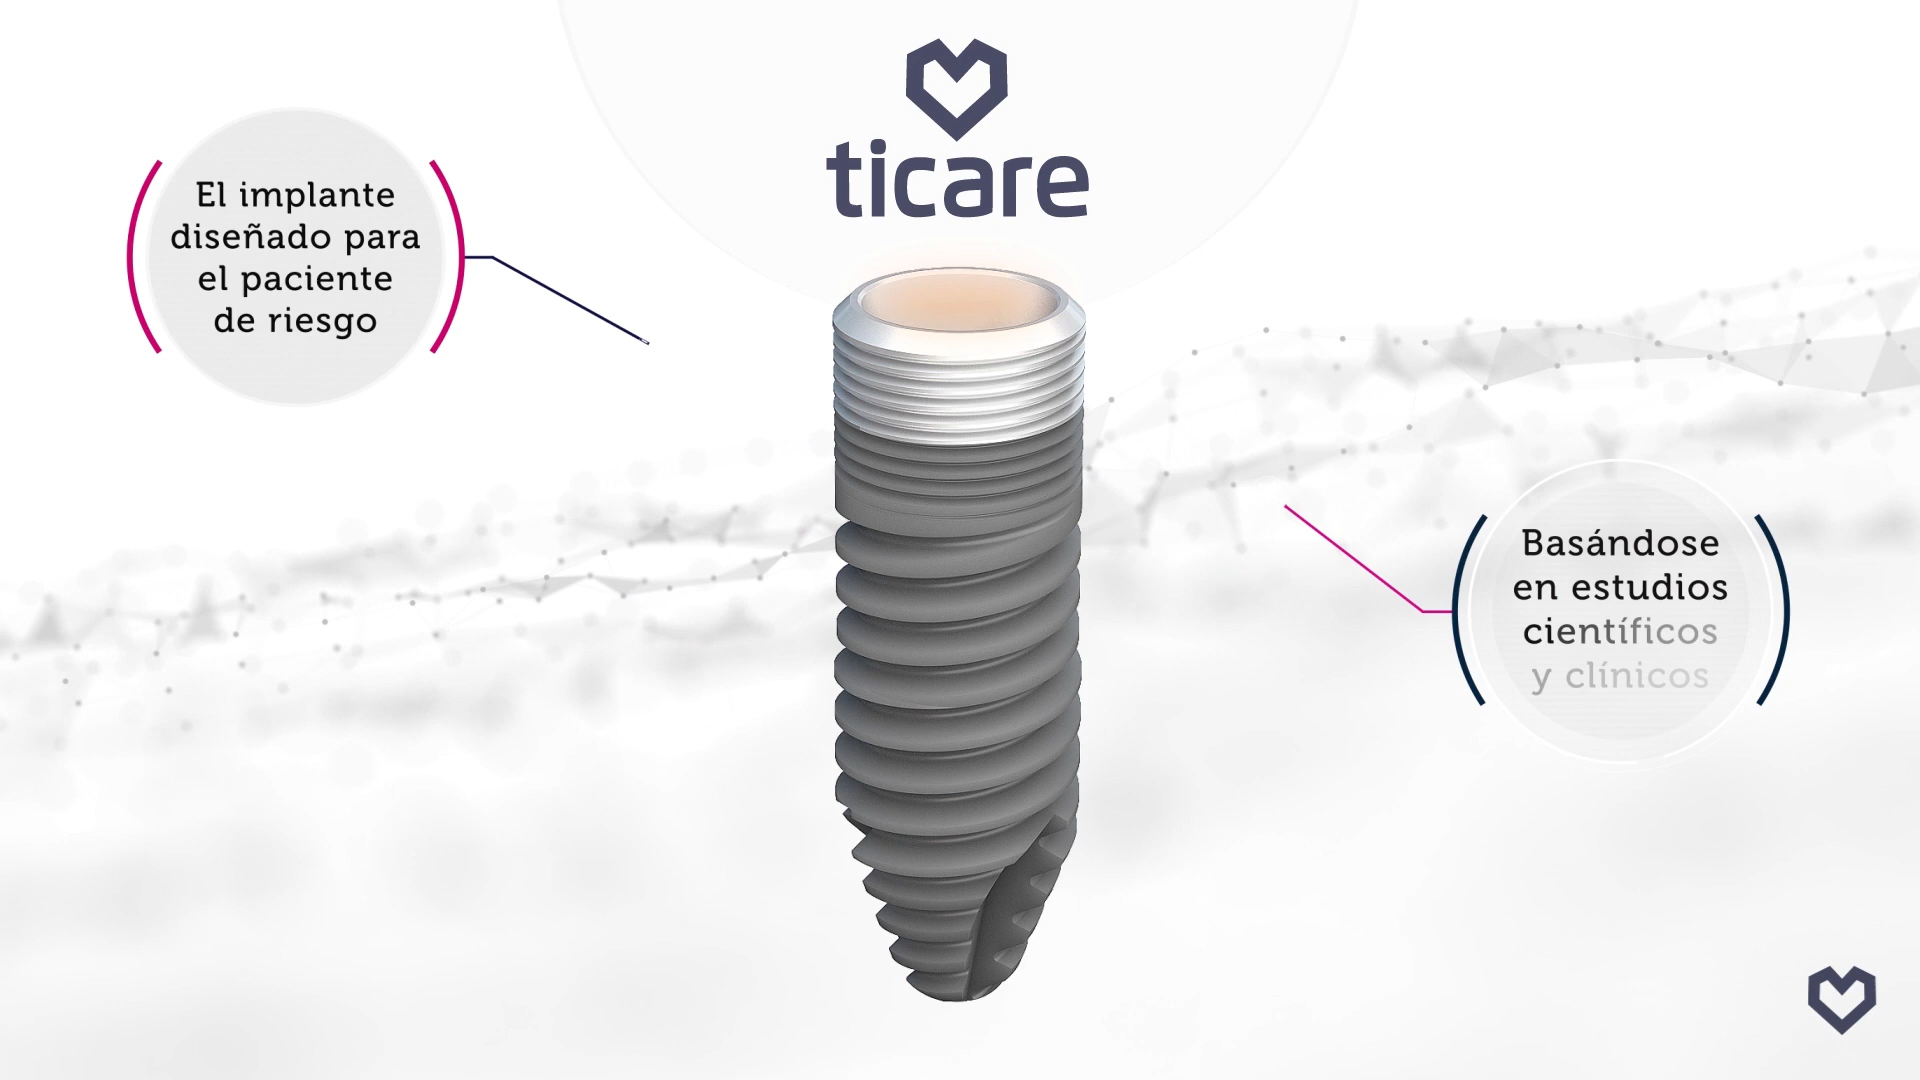 ticare
El implante
diseñado para
el paciente
de riesgo
Basándose
en estudios
científicos
y clínicos